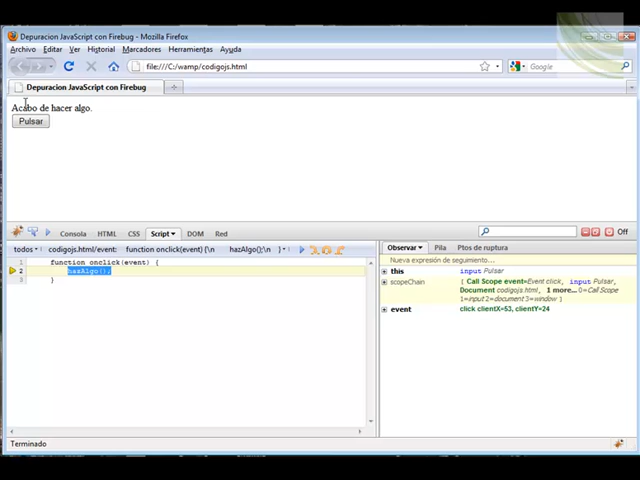 Depuracion JavaScript con Firebug - Mozilla Firefox
Archivo Editar Ver Historial Marcadores Herramientas Ayuda
file:///C:/wamp/codigojs.html Google
Depuracion JavaScript con Firebug
Acabo de hacer algo.
Pulsar
Consola HTML CSS Script DOM Red Off
todos codigojs.html/event: function onclick(event) {\n hazAlgo();\n }
Observar Pila Ptos de ruptura
1 function onclick(event) {
2 hazAlgo();
3 }
Nueva expresión de seguimiento...
this input Pulsar
scopeChain [ Call Scope event=Event click, input Pulsar,
Document codigojs.html, 1 more... 0=Call Scope
1=input 2=document 3=window ]
event click clientX=53, clientY=24
Terminado